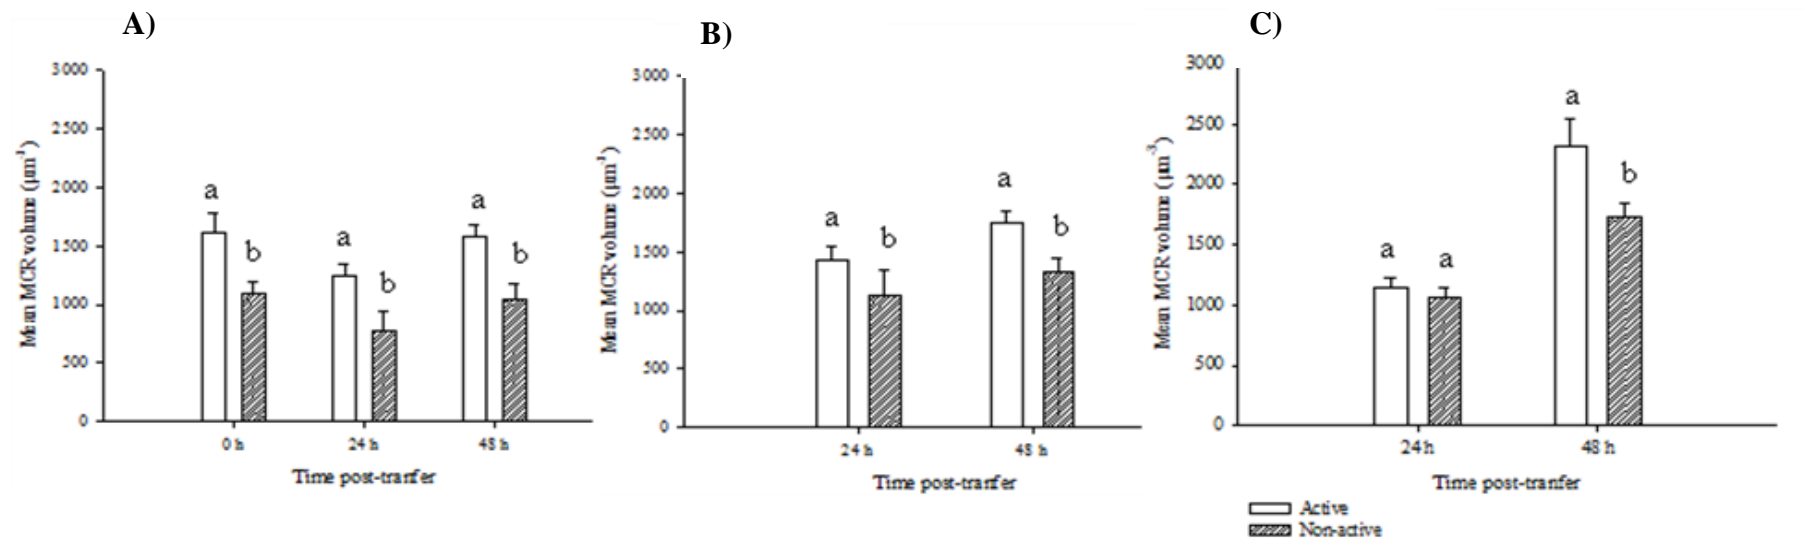 A)
3000
2500
2000
1500
1000
500
0
Mean MCR volume (µm⁻³)
a
b
a
b
a
b
0 h
24 h
48 h
Time post-tranfer
B)
3000
2500
2000
1500
1000
500
0
Mean MCR volume (µm⁻³)
a
b
a
b
24 h
48 h
Time post-tranfer
C)
3000
2500
2000
1500
1000
500
0
Mean MCR volume (µm⁻³)
a
a
a
b
24 h
48 h
Time post-tranfer
Active
Non-active